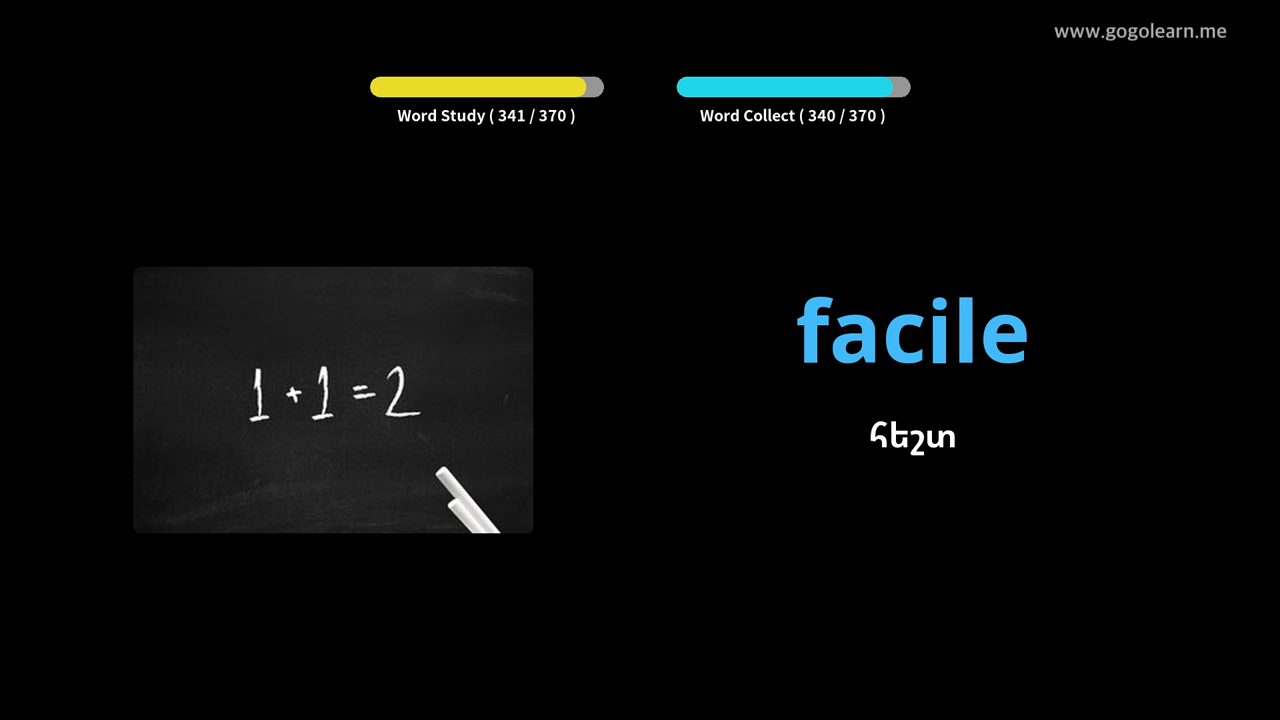 www.gogolearn.me
Word Study ( 341 / 370 )
Word Collect ( 340 / 370 )
1 + 1 = 2
facile
հեշտ